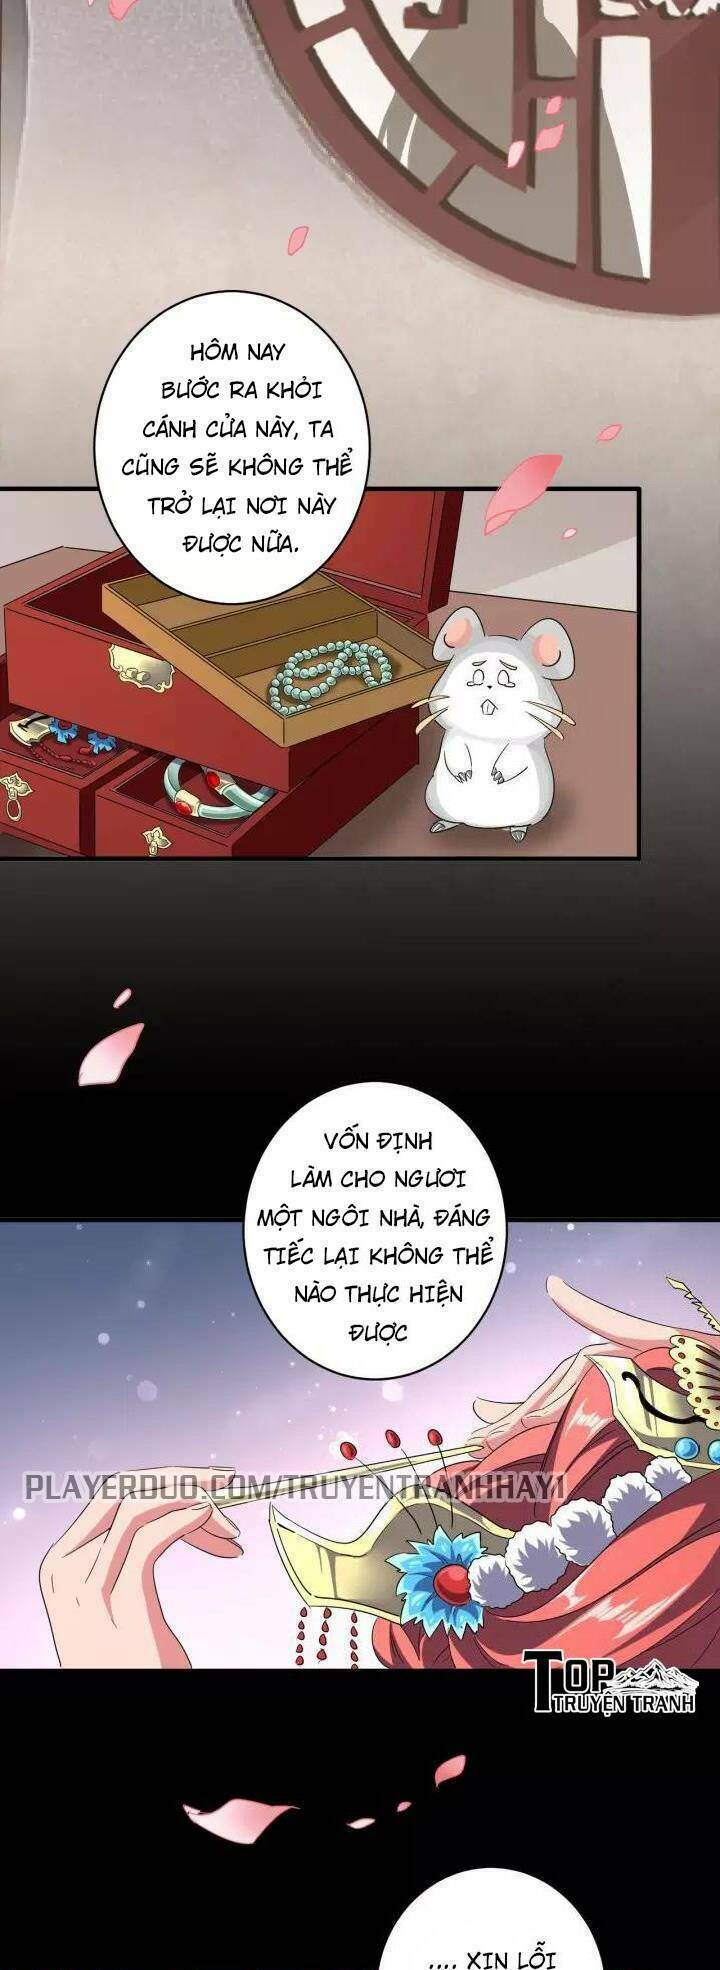 HÔM NAY
BƯỚC RA KHỎI
CÁNH CỬA NÀY, TA
CŨNG SẼ KHÔNG THỂ
TRỞ LẠI NƠI NÀY
ĐƯỢC NỮA.
VỐN ĐỊNH
LÀM CHO NGƯƠI
MỘT NGÔI NHÀ, ĐÁNG
TIẾC LẠI KHÔNG THỂ
NÀO THỰC HIỆN
ĐƯỢC
PLAYERDUO.COM/TRUYENTRANHHAY1
TOP
TRUYỆN TRANH
.... XIN LỖI